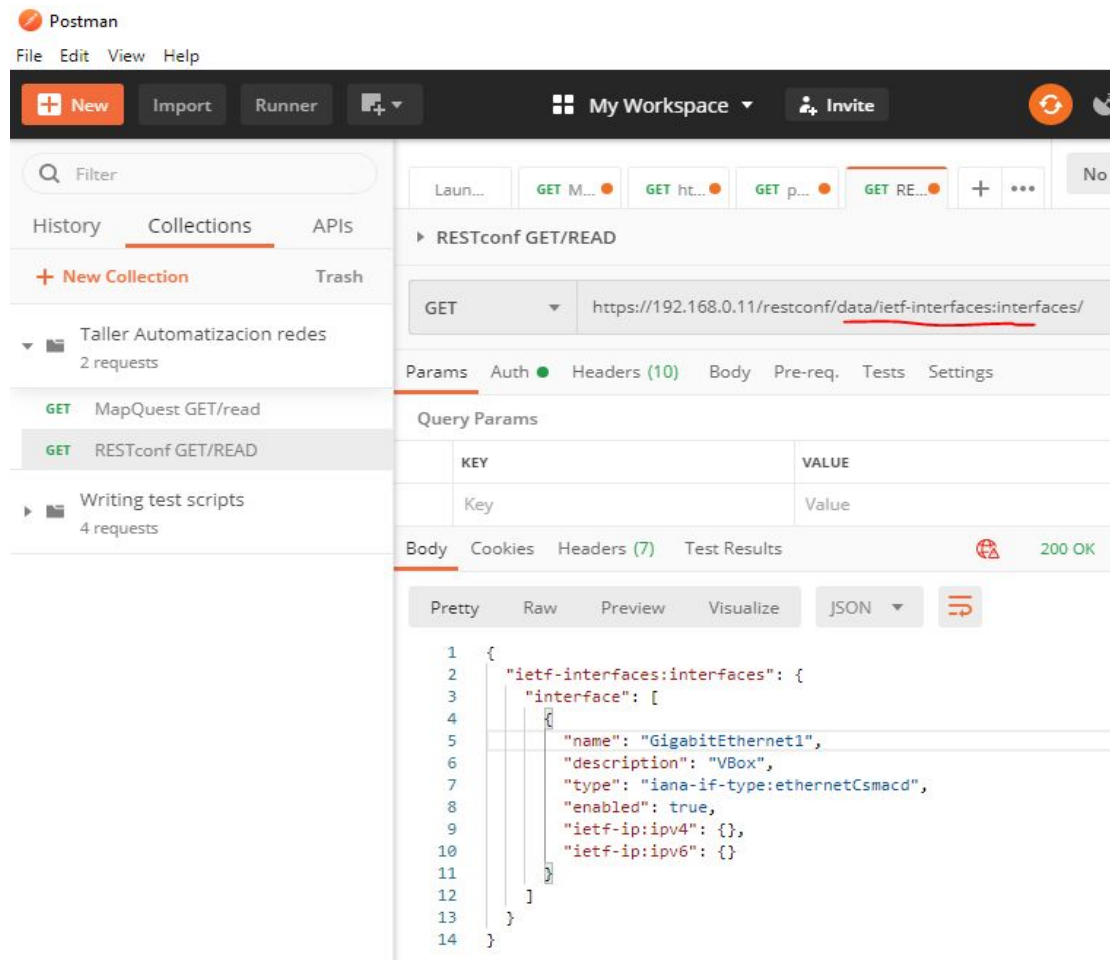 Postman
File Edit View Help
New Import Runner My Workspace Invite
Filter
History Collections APIs
+ New Collection Trash
Taller Automatizacion redes
2 requests
GET MapQuest GET/read
GET RESTconf GET/READ
Writing test scripts
4 requests
Laun... GET M... GET ht... GET p... GET RE... + ... No
RESTconf GET/READ
GET https://192.168.0.11/restconf/data/ietf-interfaces:interfaces/
Params Auth Headers (10) Body Pre-req. Tests Settings
Query Params
KEY VALUE
Key Value
Body Cookies Headers (7) Test Results 200 OK
Pretty Raw Preview Visualize JSON
1 {
2 "ietf-interfaces:interfaces": {
3 "interface": [
4 {
5 "name": "GigabitEthernet1",
6 "description": "VBox",
7 "type": "iana-if-type:ethernetCsmacd",
8 "enabled": true,
9 "ietf-ip:ipv4": {},
10 "ietf-ip:ipv6": {}
11 }
12 ]
13 }
14 }